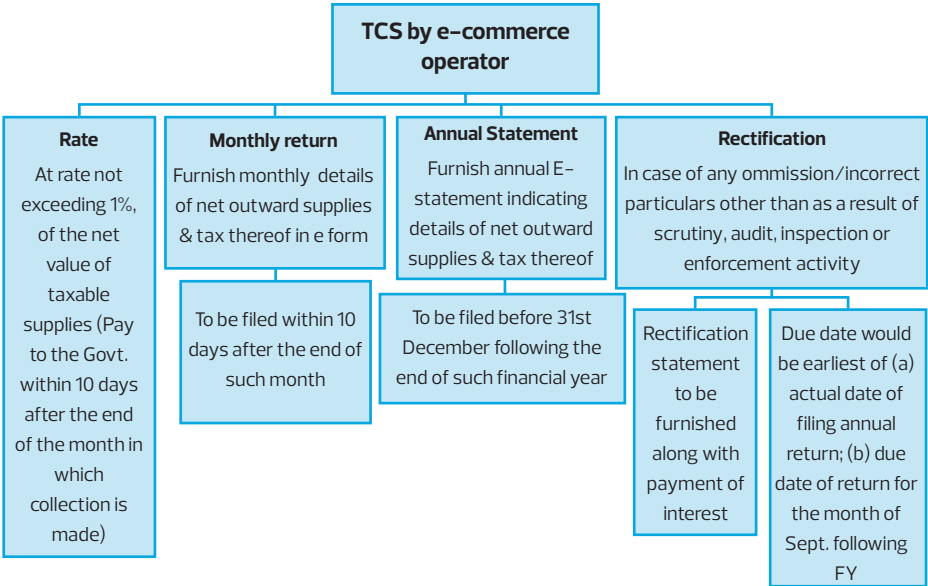 TCS by e-commerce
operator
Rate
At rate not
exceeding 1%,
of the net
value of
taxable
supplies (Pay
to the Govt.
within 10 days
after the end
of the month in
which
collection is
made)
Monthly return
Furnish monthly details
of net outward supplies
& tax thereof in e form
To be filed within 10
days after the end of
such month
Annual Statement
Furnish annual E-
statement indicating
details of net outward
supplies & tax thereof
To be filed before 31st
December following the
end of such financial year
Rectification
In case of any ommission/incorrect
particulars other than as a result of
scrutiny, audit, inspection or
enforcement activity
Rectification
statement
to be
furnished
along with
payment of
interest
Due date would
be earliest of (a)
actual date of
filing annual
return; (b) due
date of return for
the month of
Sept. following
FY